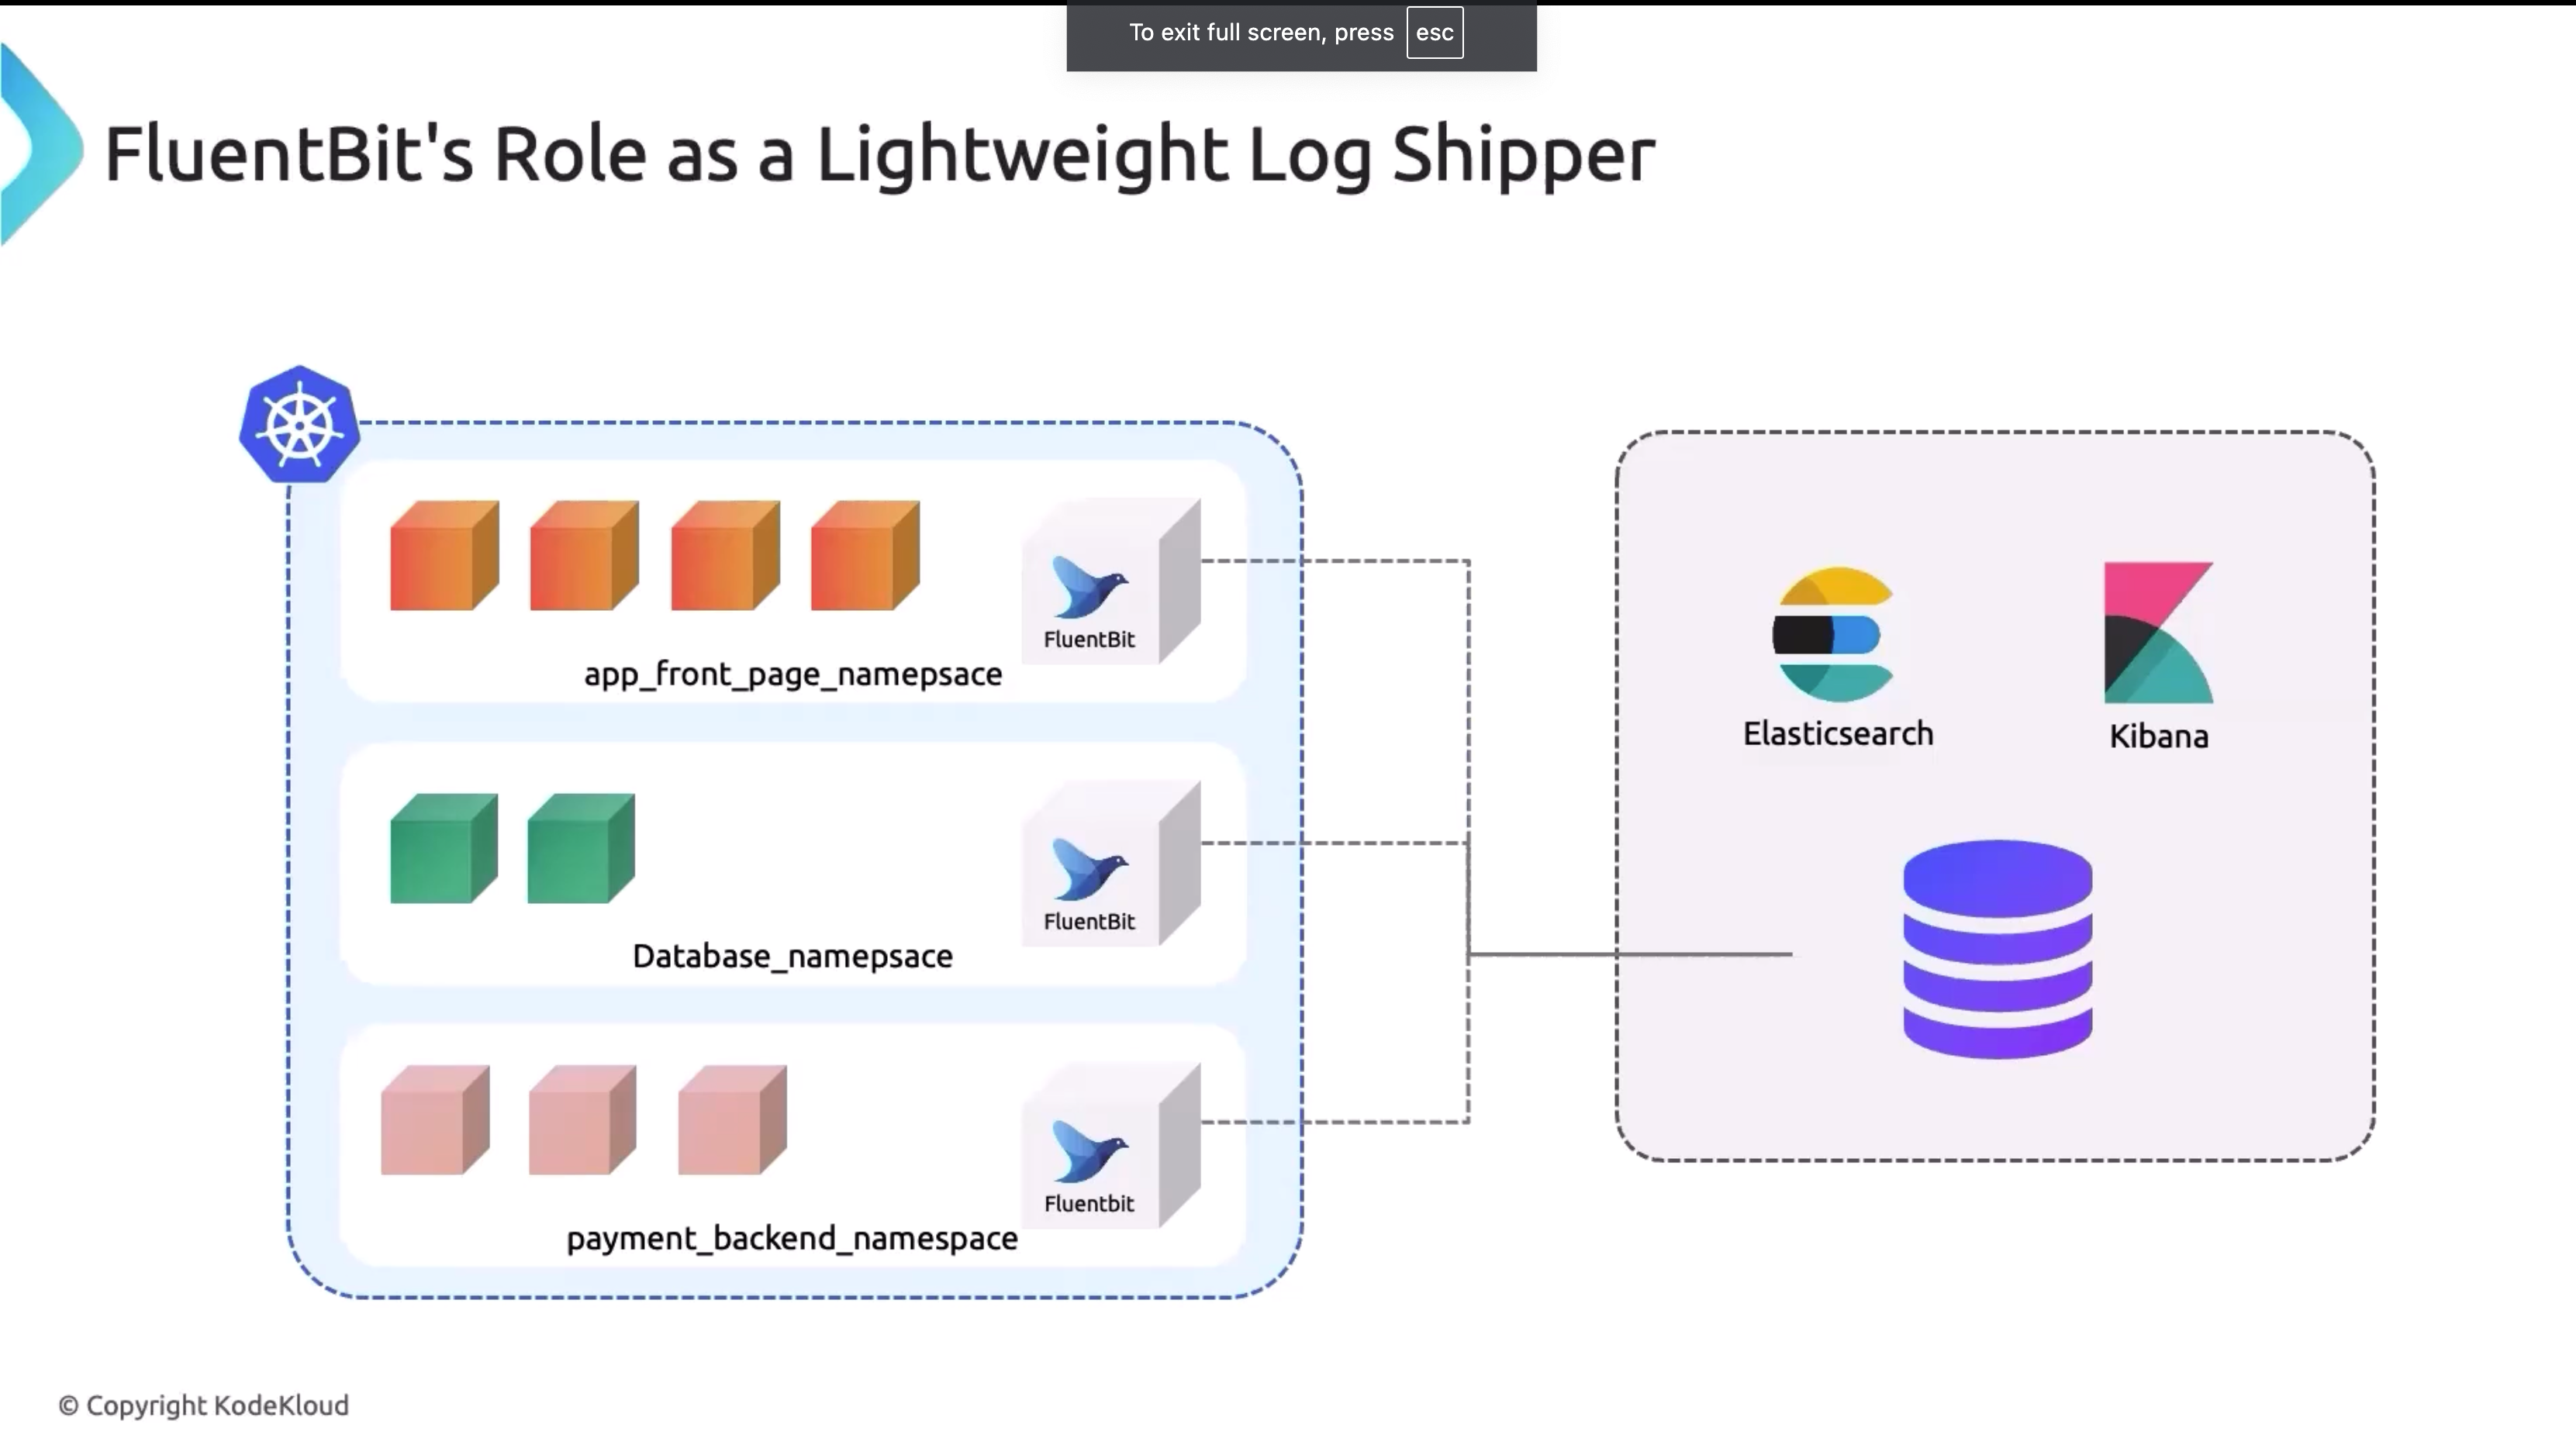 To exit full screen, press esc
FluentBit's Role as a Lightweight Log Shipper
FluentBit
app_front_page_namepsace
FluentBit
Database_namepsace
Fluentbit
payment_backend_namespace
Elasticsearch
Kibana
© Copyright KodeKloud